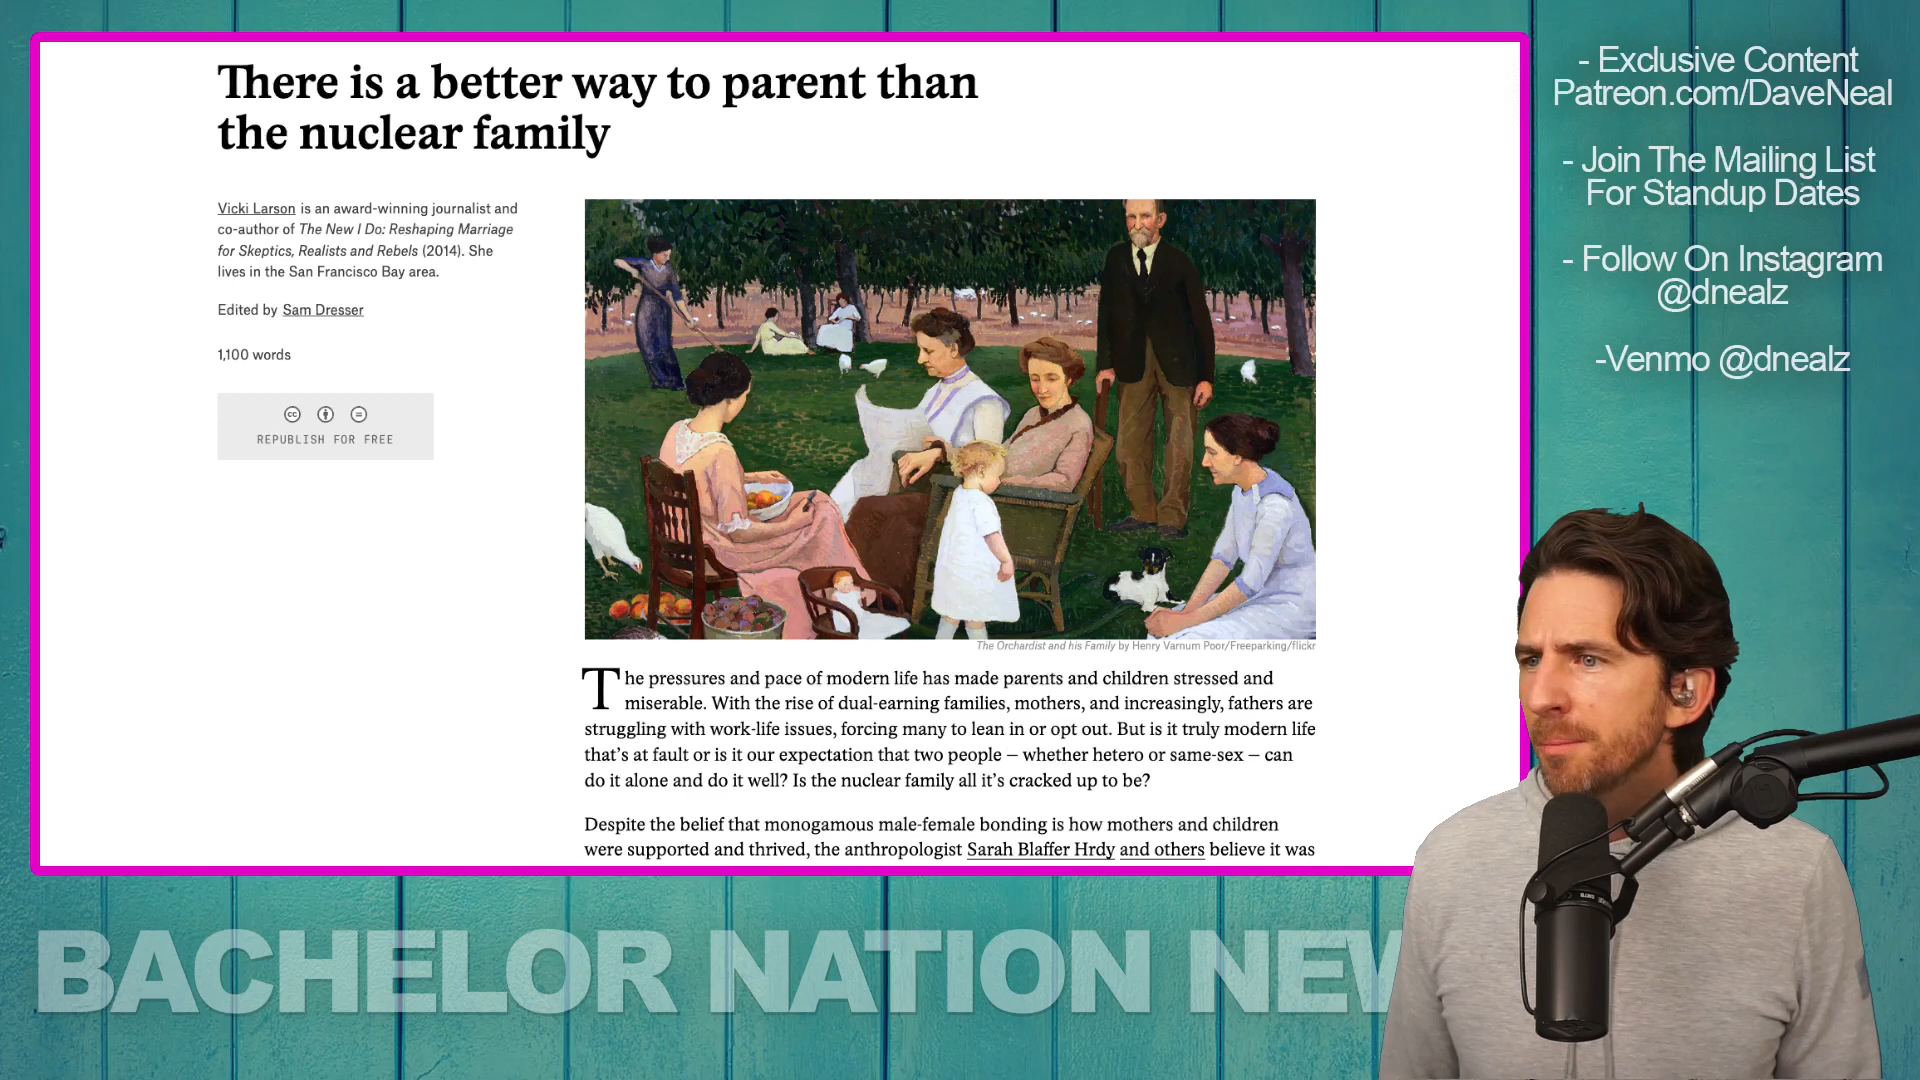 There is a better way to parent than
the nuclear family
Vicki Larson is an award-winning journalist and
co-author of The New I Do: Reshaping Marriage
for Skeptics, Realists and Rebels (2014). She
lives in the San Francisco Bay area.
Edited by Sam Dresser
1,100 words
REPUBLISH FOR FREE
The Orchardist and his Family by Henry Varnum Poor/Freeparking/flickr
The pressures and pace of modern life has made parents and children stressed and
miserable. With the rise of dual-earning families, mothers, and increasingly, fathers are
struggling with work-life issues, forcing many to lean in or opt out. But is it truly modern life
that's at fault or is it our expectation that two people – whether hetero or same-sex – can
do it alone and do it well? Is the nuclear family all it's cracked up to be?
Despite the belief that monogamous male-female bonding is how mothers and children
were supported and thrived, the anthropologist Sarah Blaffer Hrdy and others believe it was
- Exclusive Content
Patreon.com/DaveNeal
- Join The Mailing List
For Standup Dates
- Follow On Instagram
@dnealz
-Venmo @dnealz
BACHELOR NATION NEW